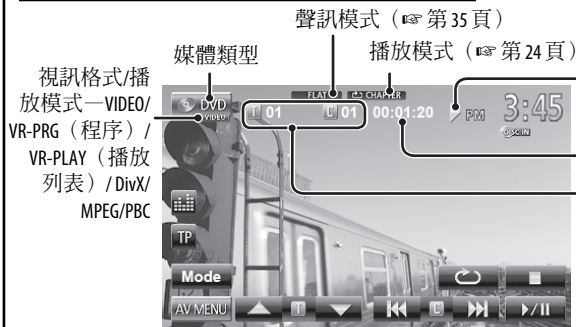 聲訊模式（☞ 第35頁）
媒體類型
播放模式（☞ 第24頁）
視訊格式/播
放模式—VIDEO/
VR-PRG（程序）/
VR-PLAY（播放
列表）/ DivX/
MPEG/PBC
FLAT CHAPTER
DVD
VIDEO
T 01 C 01 00:01:20 PM 3:45
DISC IN
TP
Mode
AV MENU T C